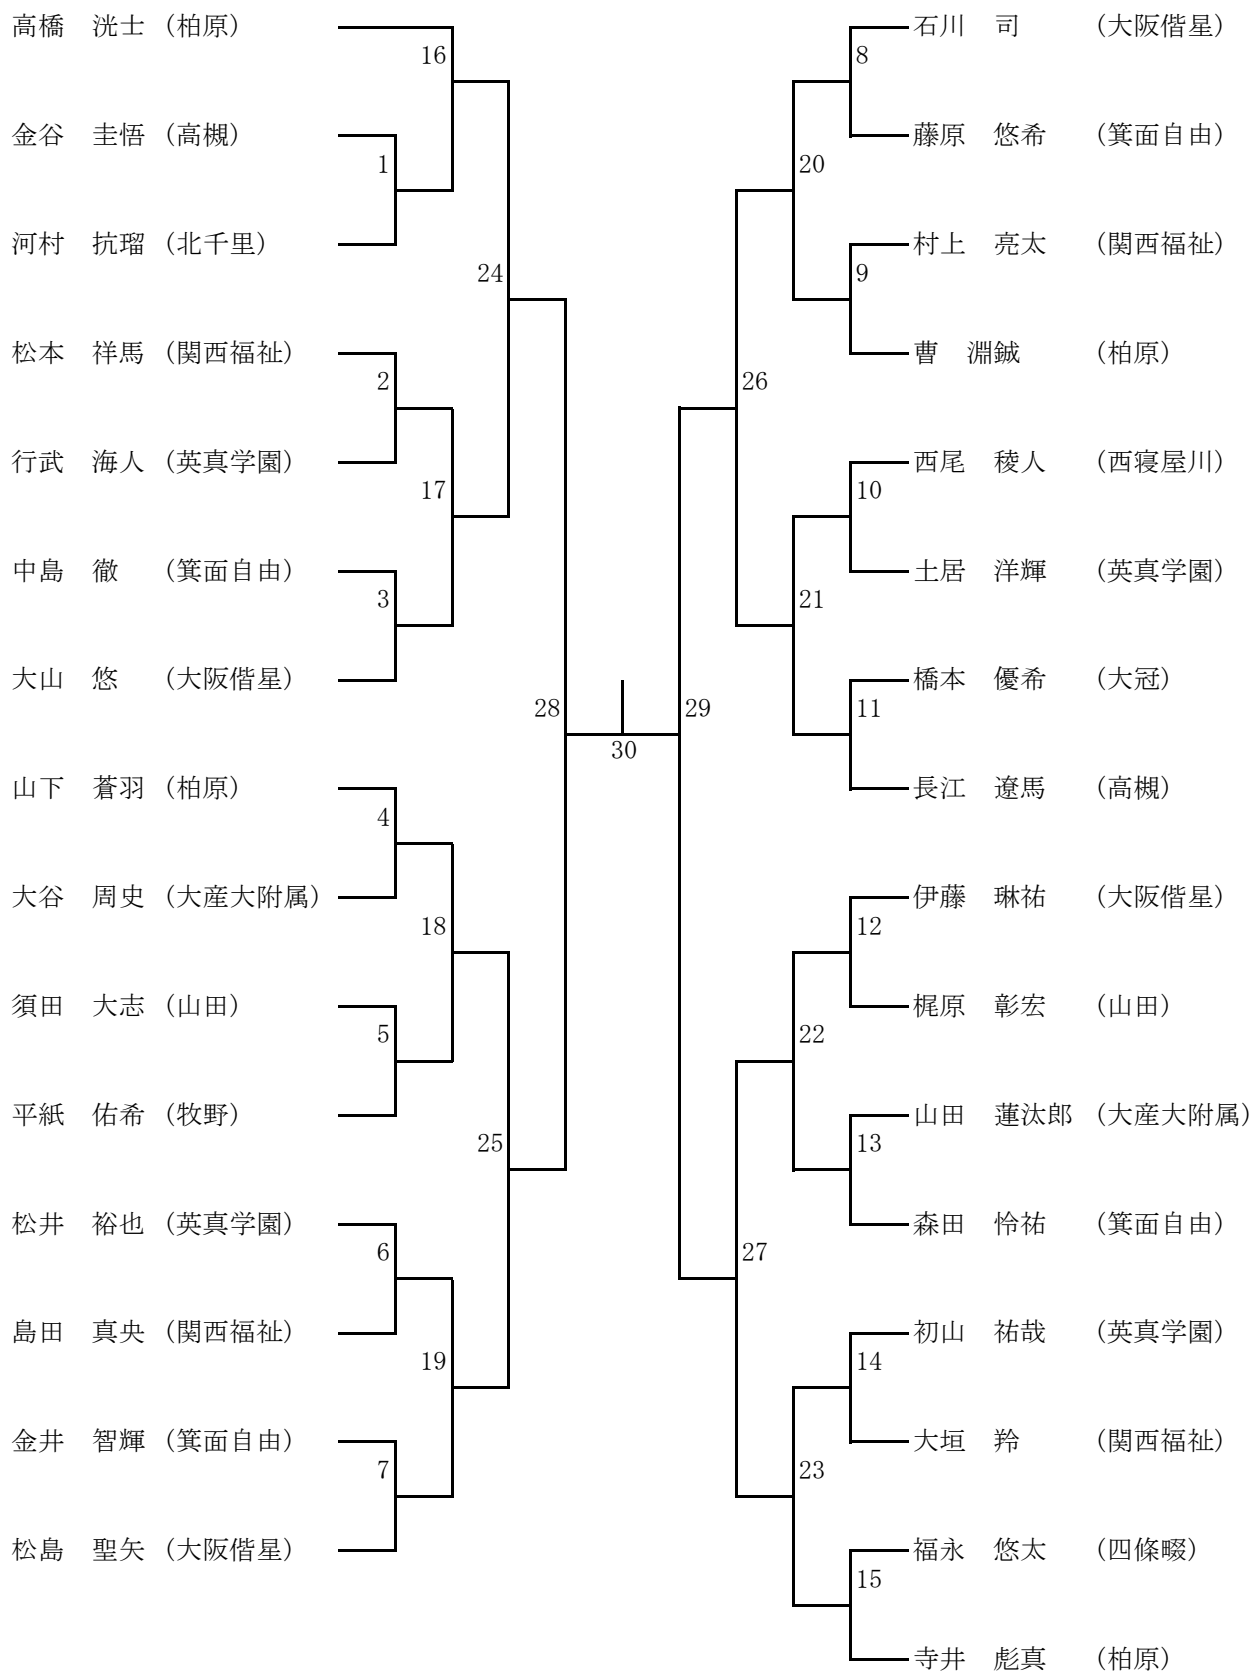 高橋　洸士（柏原）
16
金谷　圭悟（高槻）
1
河村　抗瑠（北千里）
24
松本　祥馬（関西福祉）
2
行武　海人（英真学園）
17
中島　徹　（箕面自由）
3
大山　悠　（大阪偕星）
28
山下　蒼羽（柏原）
4
大谷　周史（大産大附属）
18
須田　大志（山田）
5
平紙　佑希（牧野）
25
松井　裕也（英真学園）
6
島田　真央（関西福祉）
19
金井　智輝（箕面自由）
7
松島　聖矢（大阪偕星）
30
石川　司　（大阪偕星）
8
藤原　悠希　（箕面自由）
20
村上　亮太　（関西福祉）
9
曹　淵鋮　（柏原）
26
西尾　稜人　（西寝屋川）
10
土居　洋輝　（英真学園）
21
橋本　優希　（大冠）
11
29
長江　遼馬　（高槻）
伊藤　琳祐　（大阪偕星）
12
梶原　彰宏　（山田）
22
山田　蓮汰郎　（大産大附属）
13
森田　怜祐　（箕面自由）
27
初山　祐哉　（英真学園）
14
大垣　羚　（関西福祉）
23
福永　悠太　（四條畷）
15
寺井　彪真　（柏原）